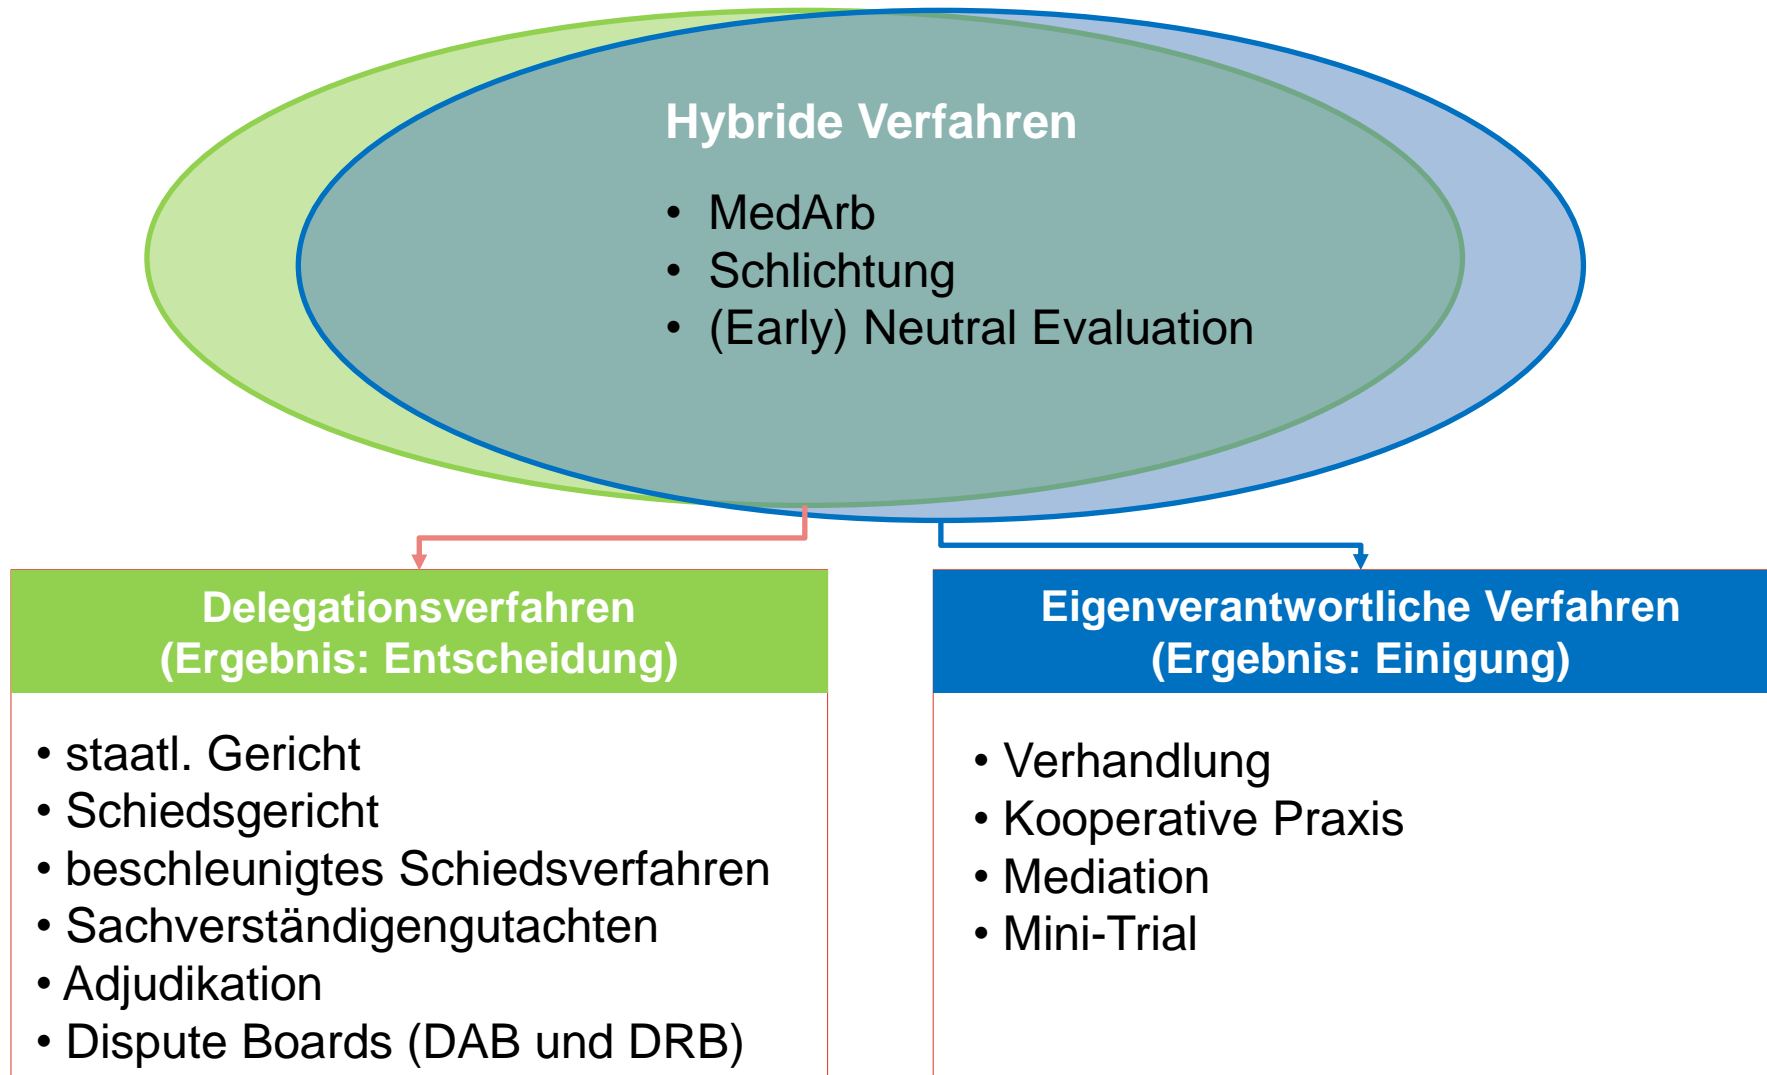 Hybride Verfahren
• MedArb
• Schlichtung
• (Early) Neutral Evaluation
Delegationsverfahren
(Ergebnis: Entscheidung)
• staatl. Gericht
• Schiedsgericht
• beschleunigtes Schiedsverfahren
• Sachverständigengutachten
• Adjudikation
• Dispute Boards (DAB und DRB)
Eigenverantwortliche Verfahren
(Ergebnis: Einigung)
• Verhandlung
• Kooperative Praxis
• Mediation
• Mini-Trial